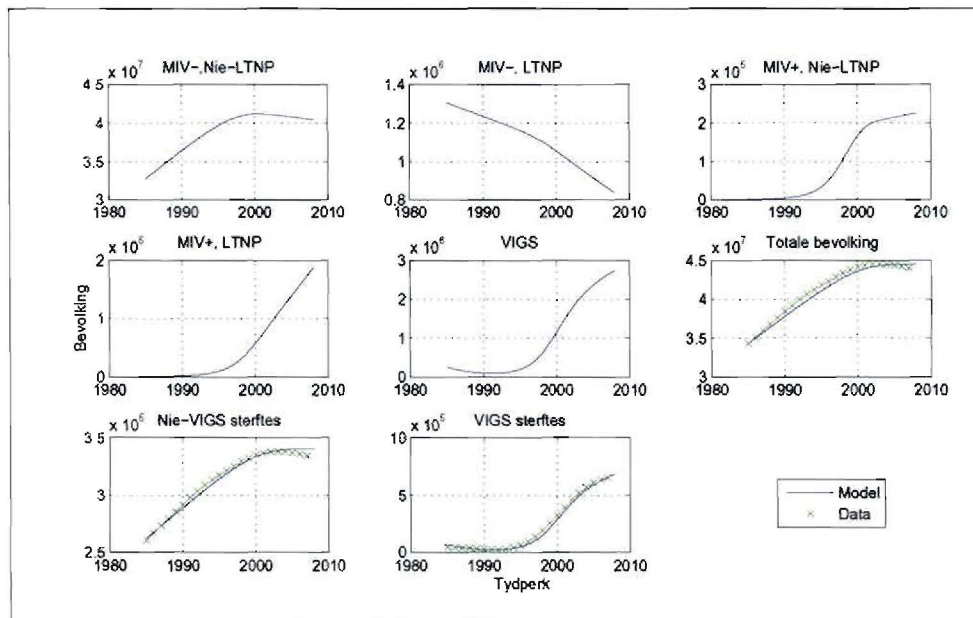 MIV-,Nie-LTNP
x 10^7
4.5
4
3.5
3
1980 1990 2000 2010
MIV-, LTNP
x 10^6
1.4
1.2
1
0.8
1980 1990 2000 2010
MIV+, Nie-LTNP
3
2
1
0
1980 1990 2000 2010
MIV+, LTNP
2
1
0
1980 1990 2000 2010
Bevolking
VIGS
x 10^6
3
2
1
0
1980 1990 2000 2010
Totale bevolking
x 10^7
4.5
4
3.5
3
1980 1990 2000 2010
Nie-VIGS sterftes
x 10^5
3.5
3
2.5
1980 1990 2000 2010
VIGS sterftes
x 10^5
10
5
0
1980 1990 2000 2010
Tydperk
Model
Data